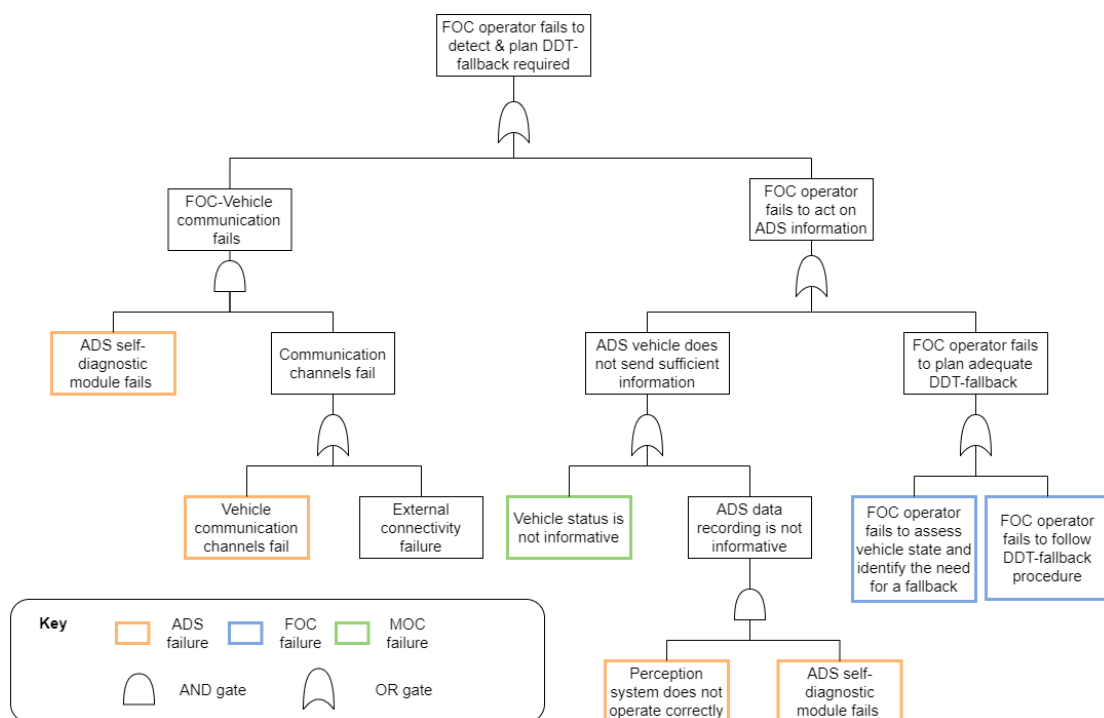 FOC operator fails to
detect & plan DDT-
fallback required
FOC-Vehicle
communication
fails
FOC operator
fails to act on
ADS information
ADS self-
diagnostic
module fails
Communication
channels fail
ADS vehicle does
not send sufficient
information
FOC operator fails
to plan adequate
DDT-fallback
Vehicle
communication
channels fail
External
connectivity
failure
Vehicle status is
not informative
ADS data
recording is not
informative
FOC operator
fails to assess
vehicle state and
identify the need
for a fallback
FOC operator
fails to follow
DDT-fallback
procedure
Perception
system does not
operate correctly
ADS self-
diagnostic
module fails
Key
ADS
failure
FOC
failure
MOC
failure
AND gate
OR gate